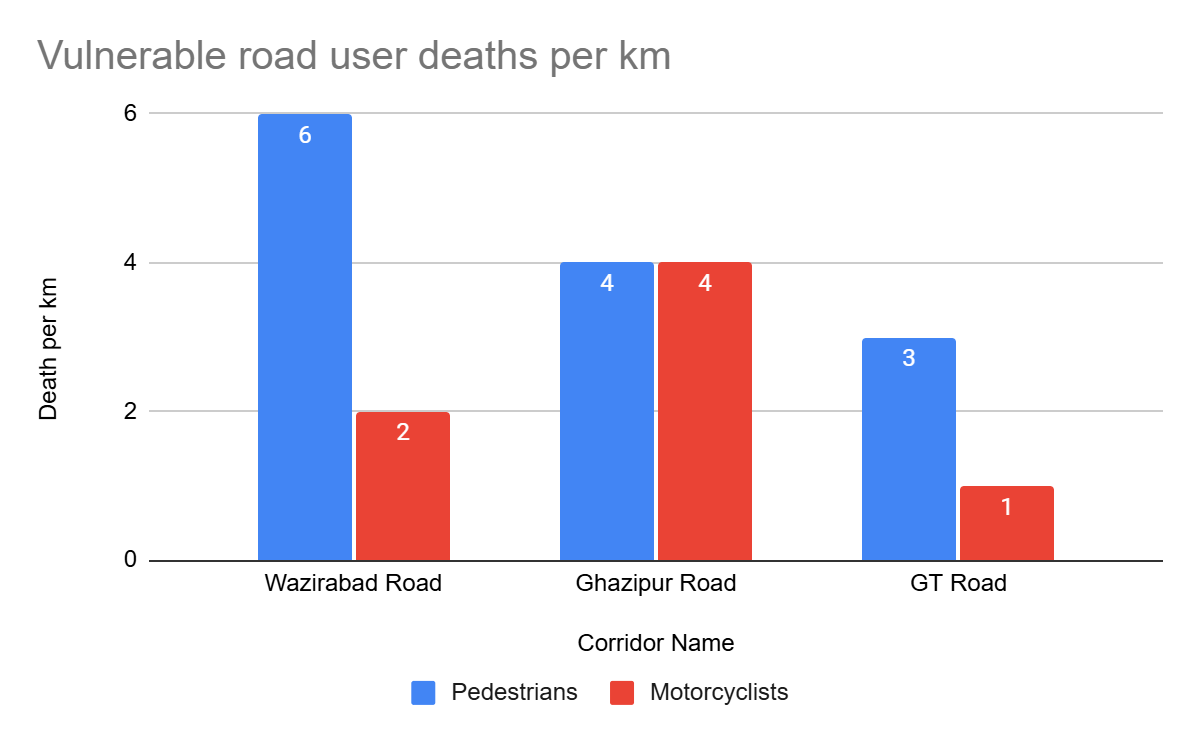 Vulnerable road user deaths per km
6
4
2
0
Death per km
6
2
4
4
3
1
Wazirabad Road
Ghazipur Road
GT Road
Corridor Name
Pedestrians
Motorcyclists